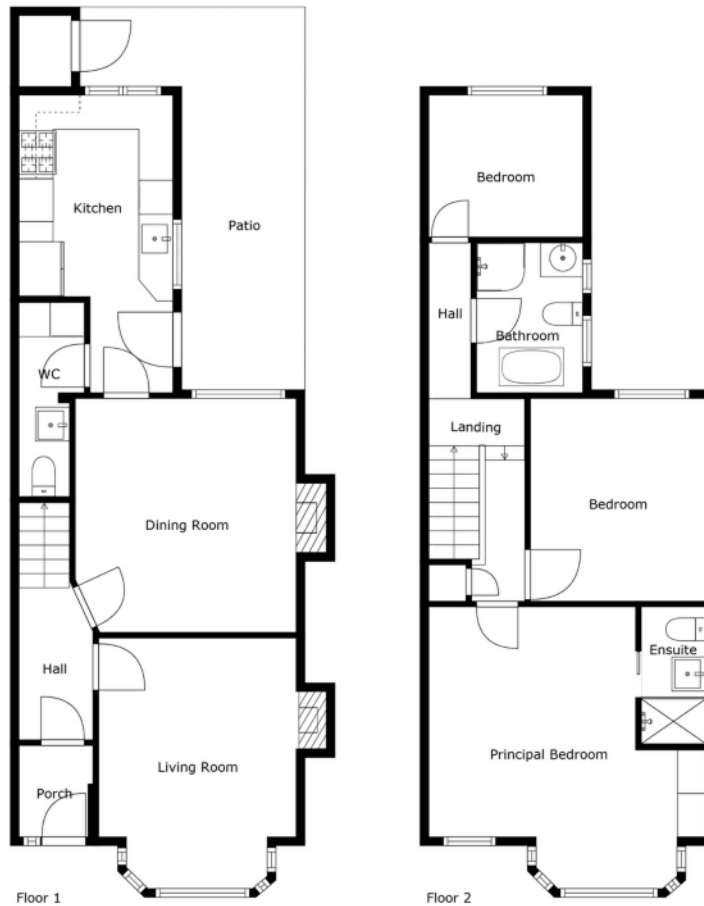 Kitchen
Patio
WC
Dining Room
Hall
Living Room
Porch
Floor 1
Bedroom
Hall
Bathroom
Landing
Bedroom
Ensuite
Principal Bedroom
Floor 2